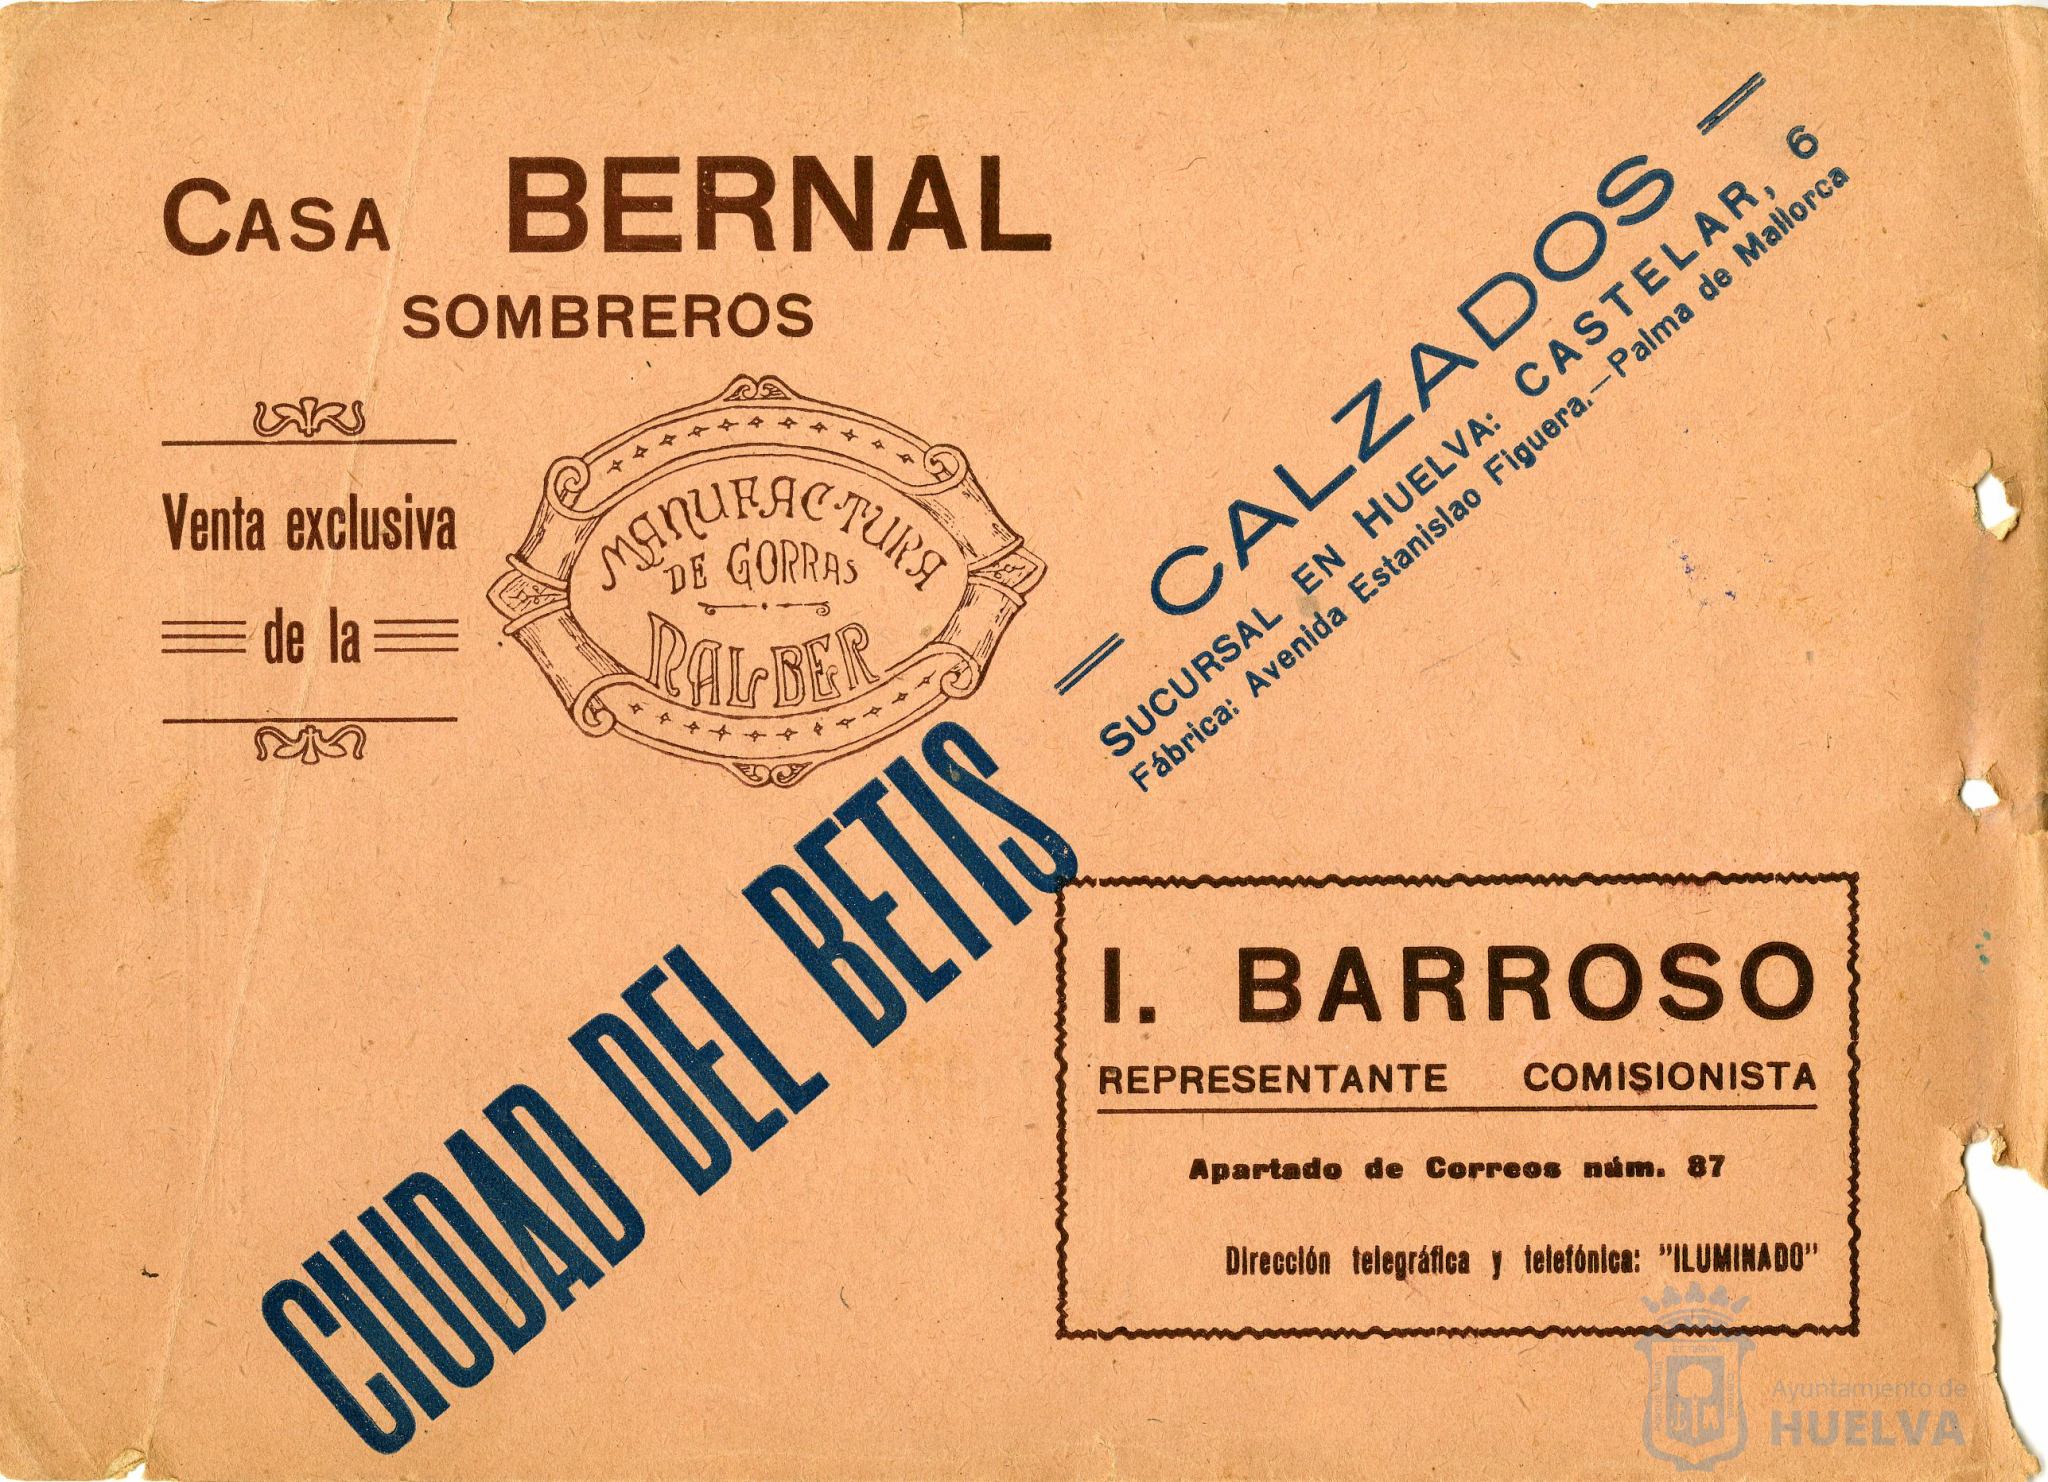 CASA BERNAL
SOMBREROS
Venta exclusiva
de la
MANUFACTURA
DE GORRAS
NALBER
CALZADOS
SUCURSAL EN HUELVA: CASTELAR, 6
Fábrica: Avenida Estanislao Figuera.—Palma de Mallorca
CIUDAD DEL BETIS
I. BARROSO
REPRESENTANTE COMISIONISTA
Apartado de Correos núm. 87
Dirección telegráfica y telefónica: "ILUMINADO"
Ayuntamiento de
HUELVA